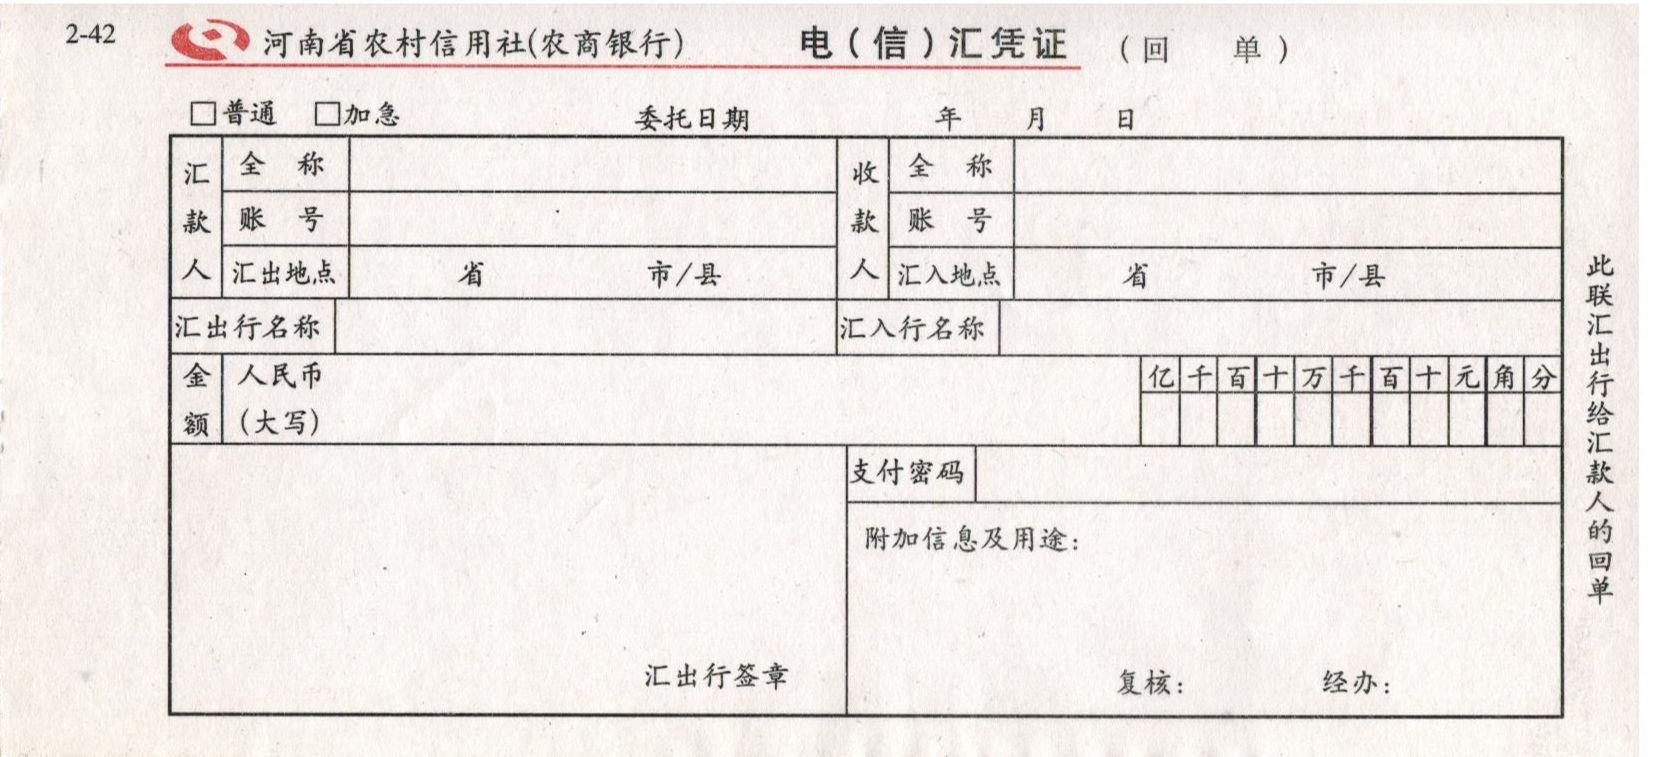 2-42 河南省农村信用社(农商银行) 电(信)汇凭证 (回 单)
□普通 □加急 委托日期 年 月 日
汇款人 全 称 收款人 全 称
账 号 账 号
汇出地点 省 市/县 汇入地点 省 市/县
汇出行名称 汇入行名称
金额 人民币 亿 千 百 十 万 千 百 十 元 角 分
(大写)
支付密码
附加信息及用途:
汇出行签章 复核: 经办:
此联汇出行给汇款人的回单